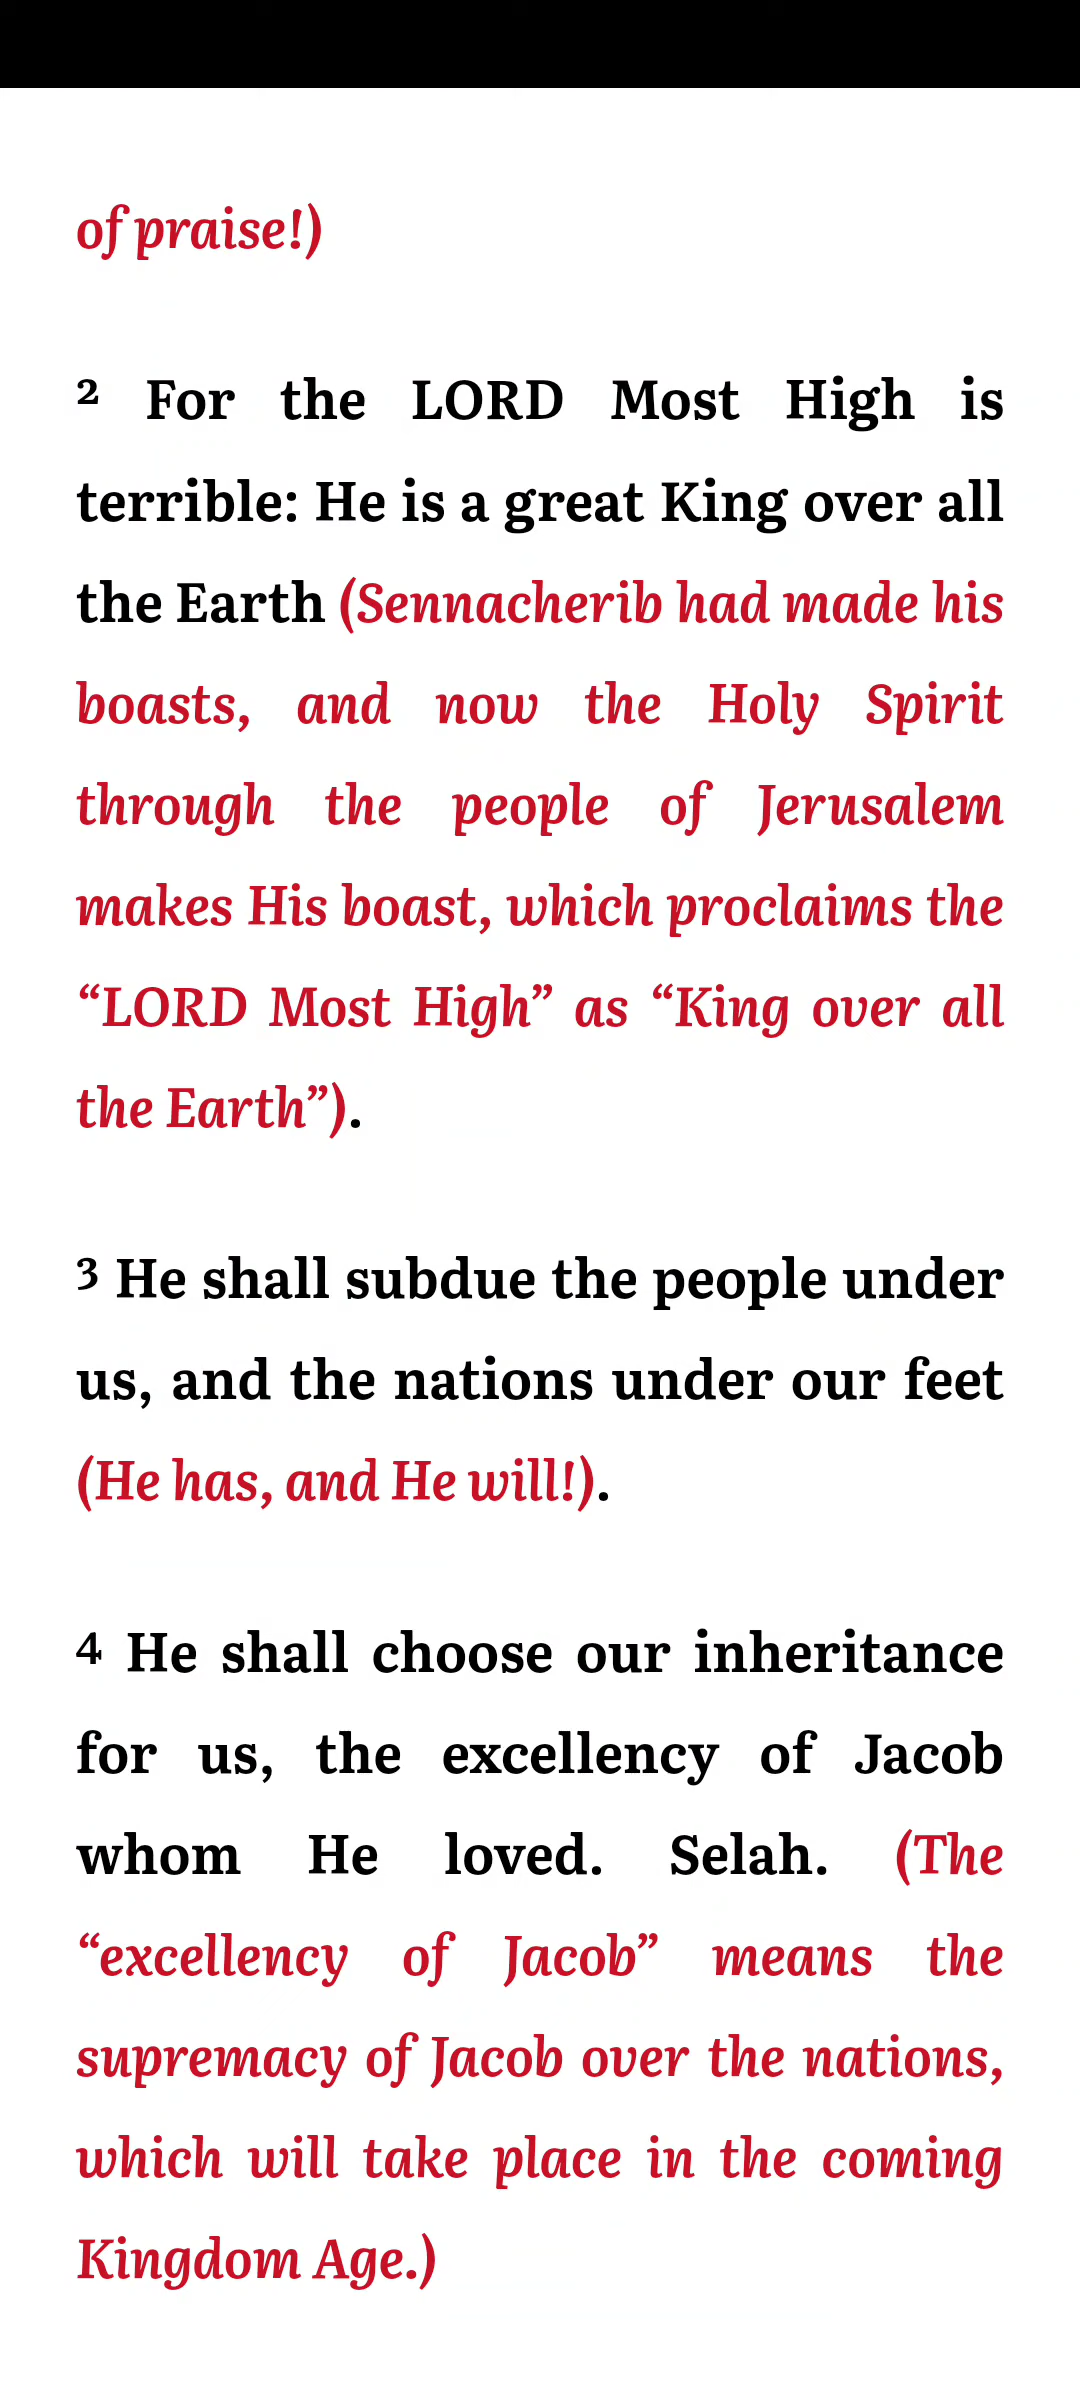 of praise!)
² For the LORD Most High is
terrible: He is a great King over all
the Earth (Sennacherib had made his
boasts, and now the Holy Spirit
through the people of Jerusalem
makes His boast, which proclaims the
“LORD Most High” as “King over all
the Earth”).
³ He shall subdue the people under
us, and the nations under our feet
(He has, and He will!).
⁴ He shall choose our inheritance
for us, the excellency of Jacob
whom He loved. Selah. (The
“excellency of Jacob” means the
supremacy of Jacob over the nations,
which will take place in the coming
Kingdom Age.)